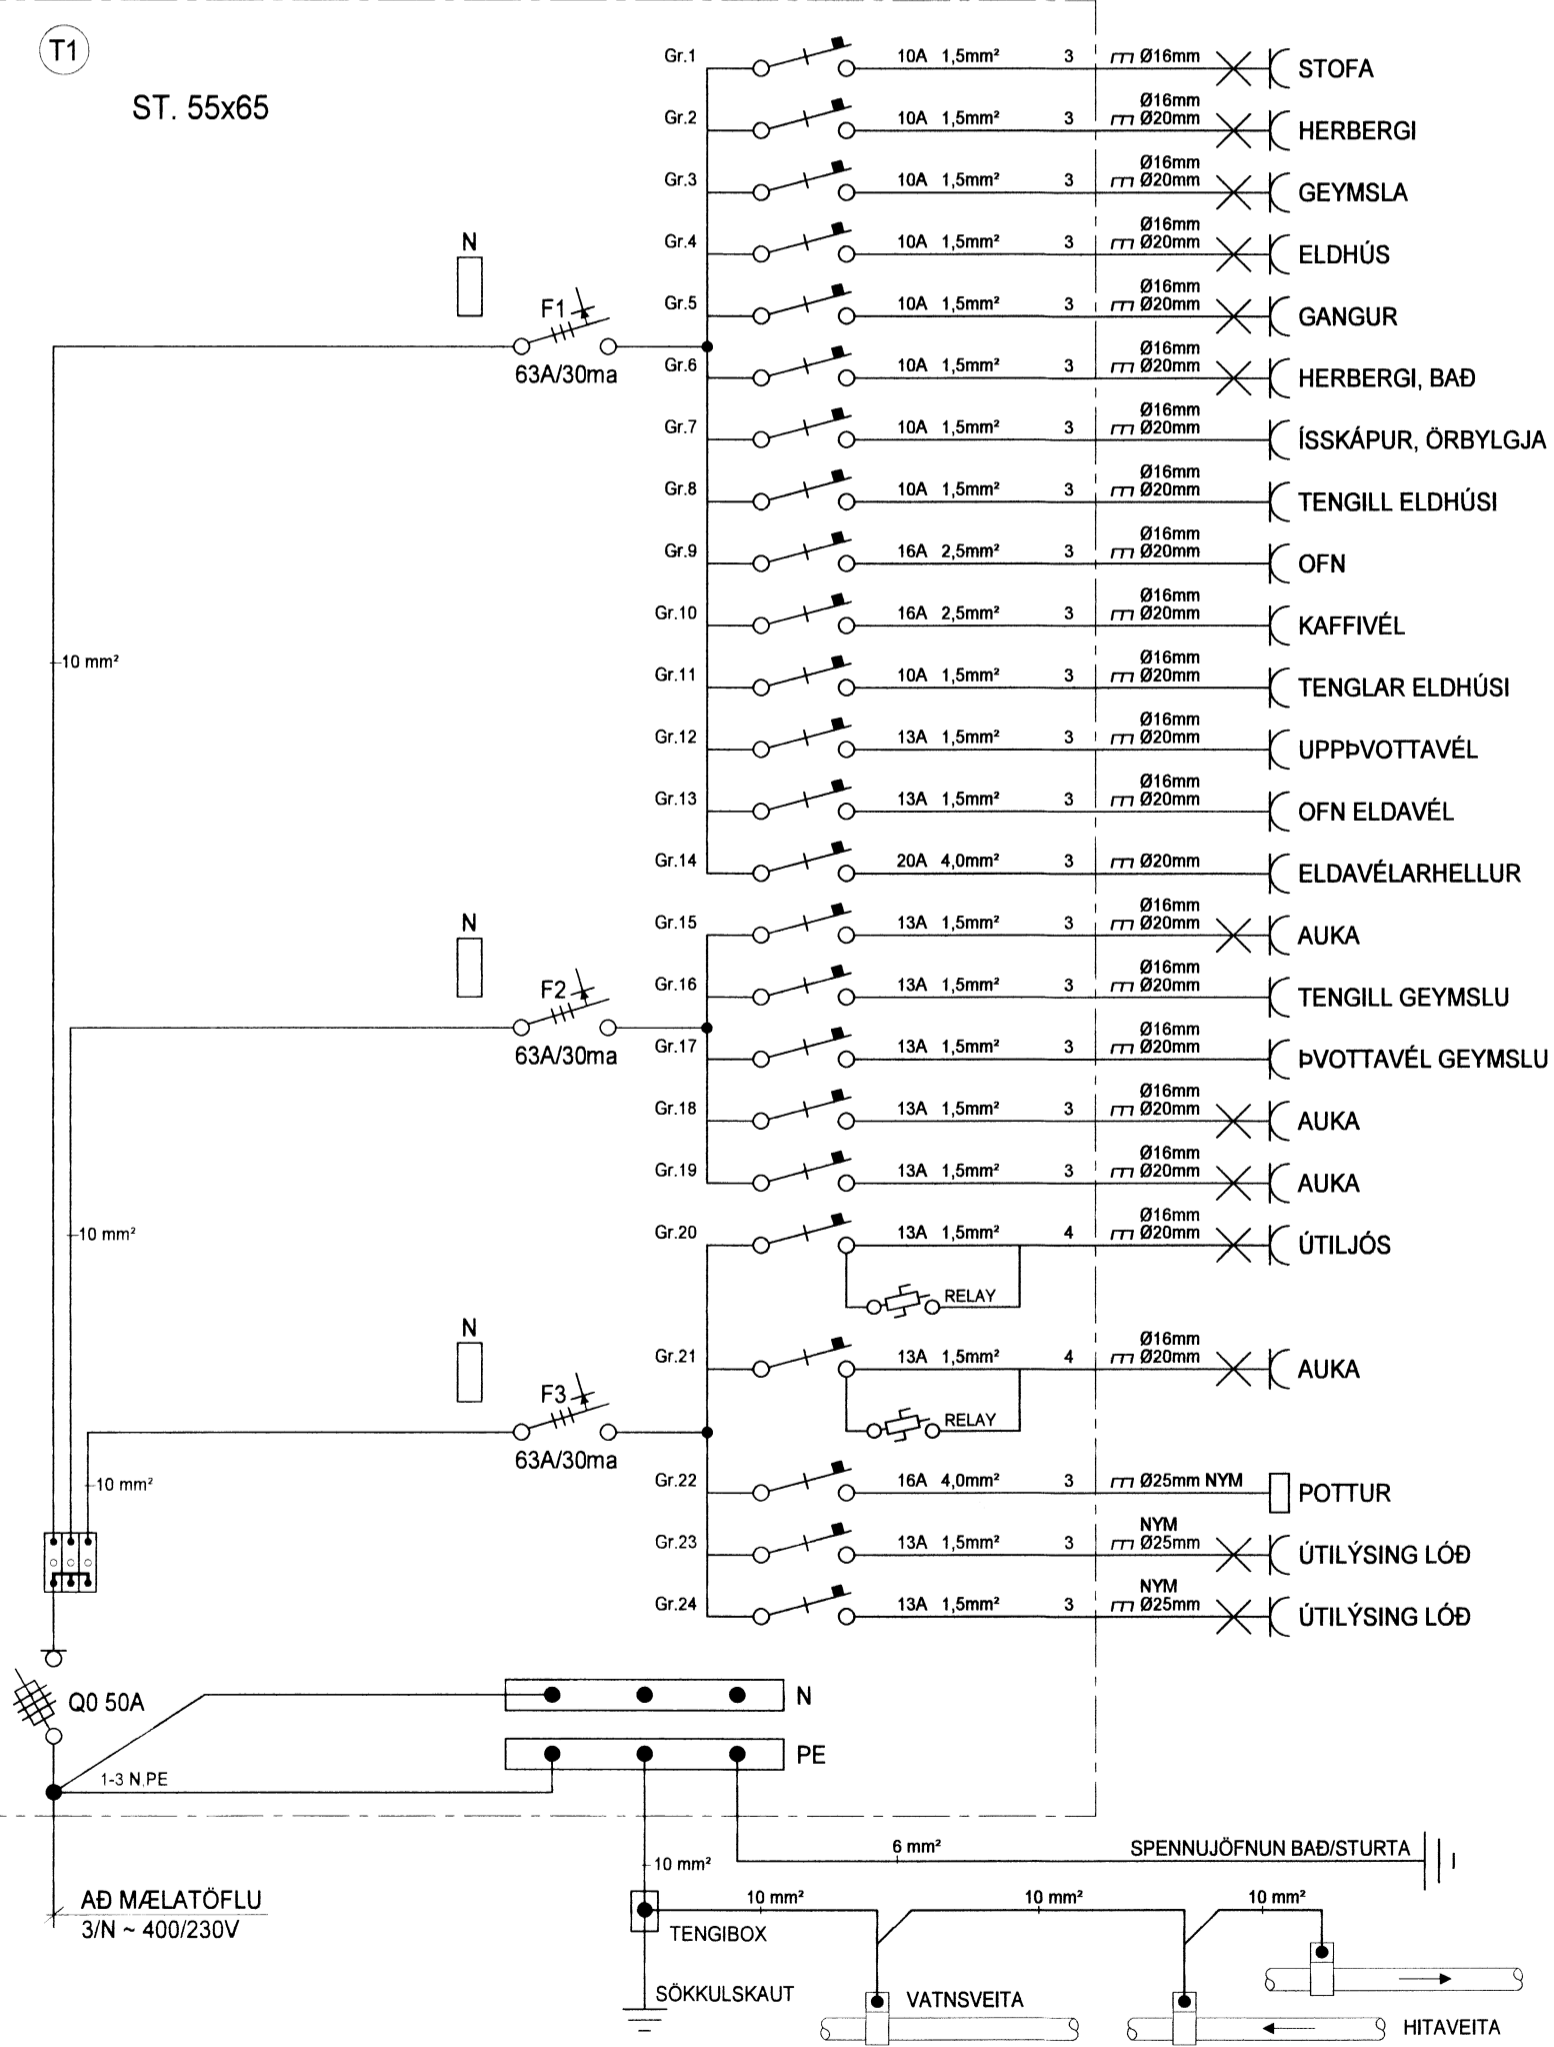 T1
ST. 55x65
Gr.1 10A 1,5mm² 3 Ø16mm STOFA
Ø16mm
Gr.2 10A 1,5mm² 3 Ø20mm HERBERGI
Ø16mm
Gr.3 10A 1,5mm² 3 Ø20mm GEYMSLA
Ø16mm
Gr.4 10A 1,5mm² 3 Ø20mm ELDHÚS
N
Ø16mm
Gr.5 10A 1,5mm² 3 Ø20mm GANGUR
F1
63A/30ma
Ø16mm
Gr.6 10A 1,5mm² 3 Ø20mm HERBERGI, BAÐ
Ø16mm
Gr.7 10A 1,5mm² 3 Ø20mm ÍSSKÁPUR, ÖRBYLGJA
Ø16mm
Gr.8 10A 1,5mm² 3 Ø20mm TENGILL ELDHÚSI
Ø16mm
Gr.9 16A 2,5mm² 3 Ø20mm OFN
Ø16mm
Gr.10 16A 2,5mm² 3 Ø20mm KAFFIVÉL
10 mm²
Ø16mm
Gr.11 10A 1,5mm² 3 Ø20mm TENGLAR ELDHÚSI
Ø16mm
Gr.12 13A 1,5mm² 3 Ø20mm UPPÞVOTTAVÉL
Ø16mm
Gr.13 13A 1,5mm² 3 Ø20mm OFN ELDAVÉL
Gr.14 20A 4,0mm² 3 Ø20mm ELDAVÉLARHELLUR
Ø16mm
Gr.15 13A 1,5mm² 3 Ø20mm AUKA
N
Ø16mm
Gr.16 13A 1,5mm² 3 Ø20mm TENGILL GEYMSLU
F2
63A/30ma
Ø16mm
Gr.17 13A 1,5mm² 3 Ø20mm ÞVOTTAVÉL GEYMSLU
Ø16mm
Gr.18 13A 1,5mm² 3 Ø20mm AUKA
Ø16mm
Gr.19 13A 1,5mm² 3 Ø20mm AUKA
10 mm²
Ø16mm
Gr.20 13A 1,5mm² 4 Ø20mm ÚTILJÓS
RELAY
N
Ø16mm
Gr.21 13A 1,5mm² 4 Ø20mm AUKA
RELAY
F3
63A/30ma
10 mm²
Gr.22 16A 4,0mm² 3 Ø25mm NYM POTTUR
NYM
Gr.23 13A 1,5mm² 3 Ø25mm ÚTILÝSING LÓÐ
NYM
Gr.24 13A 1,5mm² 3 Ø25mm ÚTILÝSING LÓÐ
Q0 50A
N
PE
1-3 N,PE
6 mm² SPENNUJÖFNUN BAÐ/STURTA
10 mm²
AÐ MÆLATÖFLU
3/N ~ 400/230V
10 mm² 10 mm² 10 mm²
TENGIBOX
SÖKKULSKAUT
VATNSVEITA
HITAVEITA